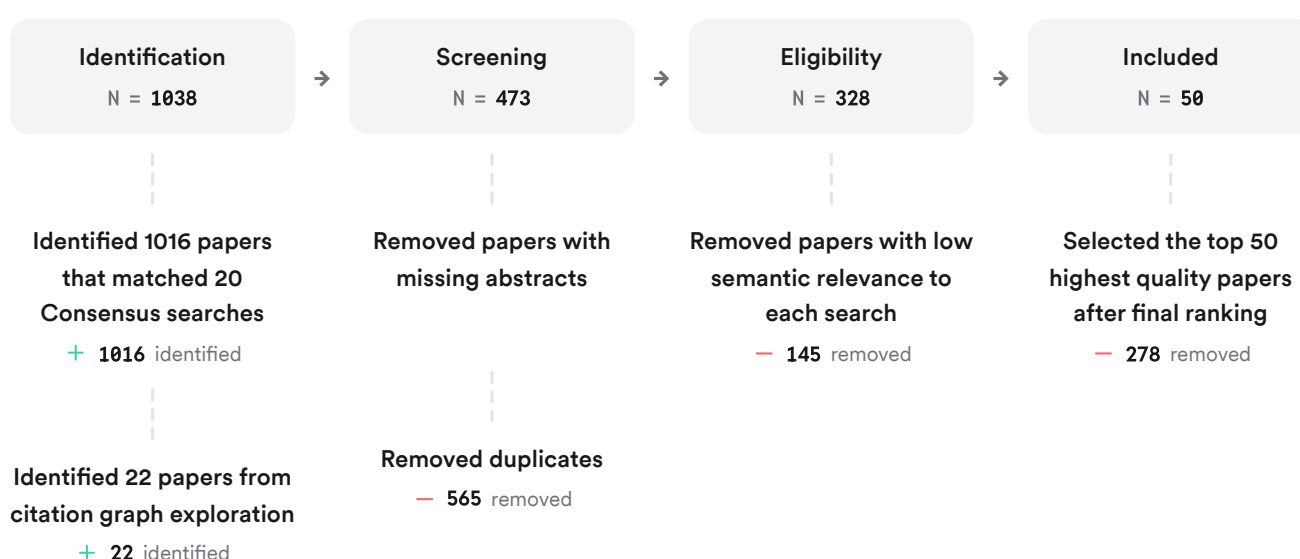 Identification
N = 1038
Identified 1016 papers
that matched 20
Consensus searches
+ 1016 identified
Identified 22 papers from
citation graph exploration
+ 22 identified
Screening
N = 473
Removed papers with
missing abstracts
Removed duplicates
— 565 removed
Eligibility
N = 328
Removed papers with low
semantic relevance to
each search
— 145 removed
Included
N = 50
Selected the top 50
highest quality papers
after final ranking
— 278 removed